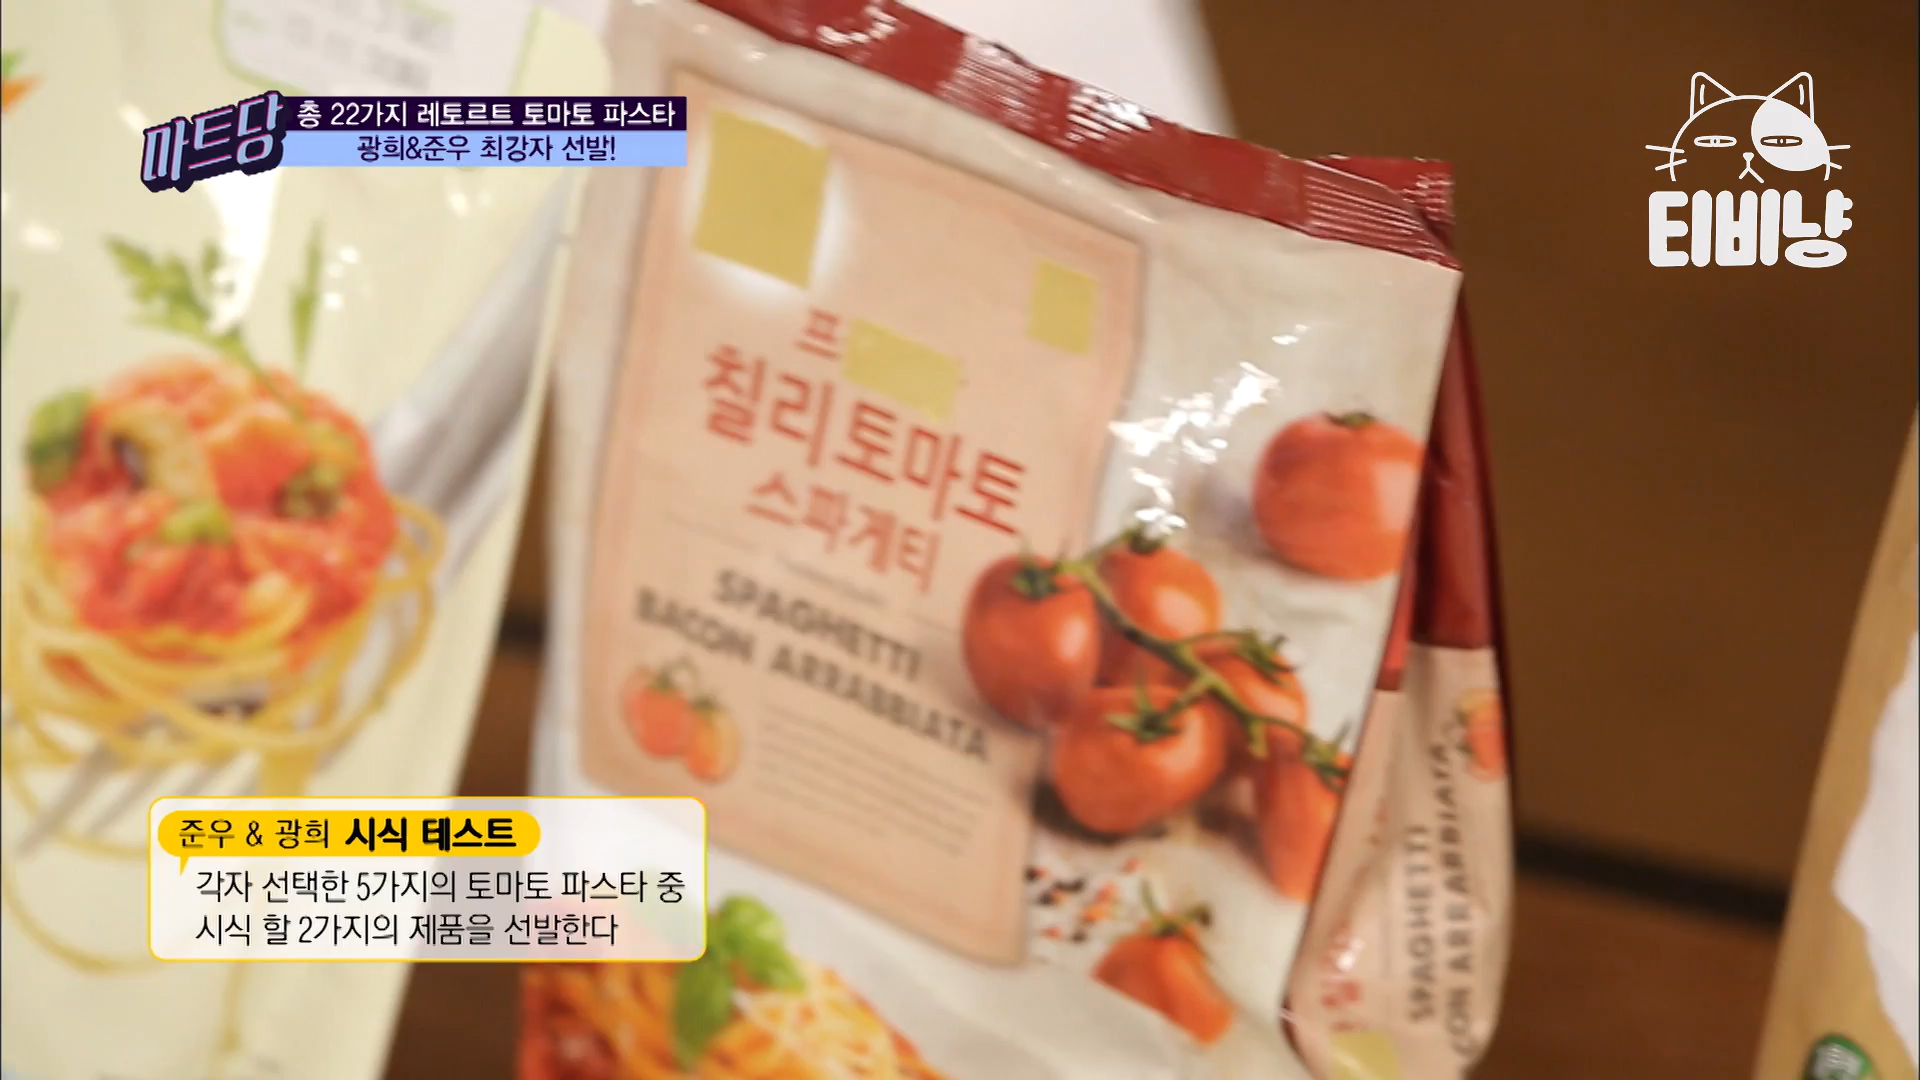 마트당
총 22가지 레토르트 토마토 파스타
광희&준우 최강자 선발!
티비냥
프
칠리토마토
스파게티
SPAGHETTI
BACON ARRABBIATA
SPAGHETTI
CON ARRABBIATA
준우 & 광희 시식 테스트
각자 선택한 5가지의 토마토 파스타 중
시식 할 2가지의 제품을 선발한다